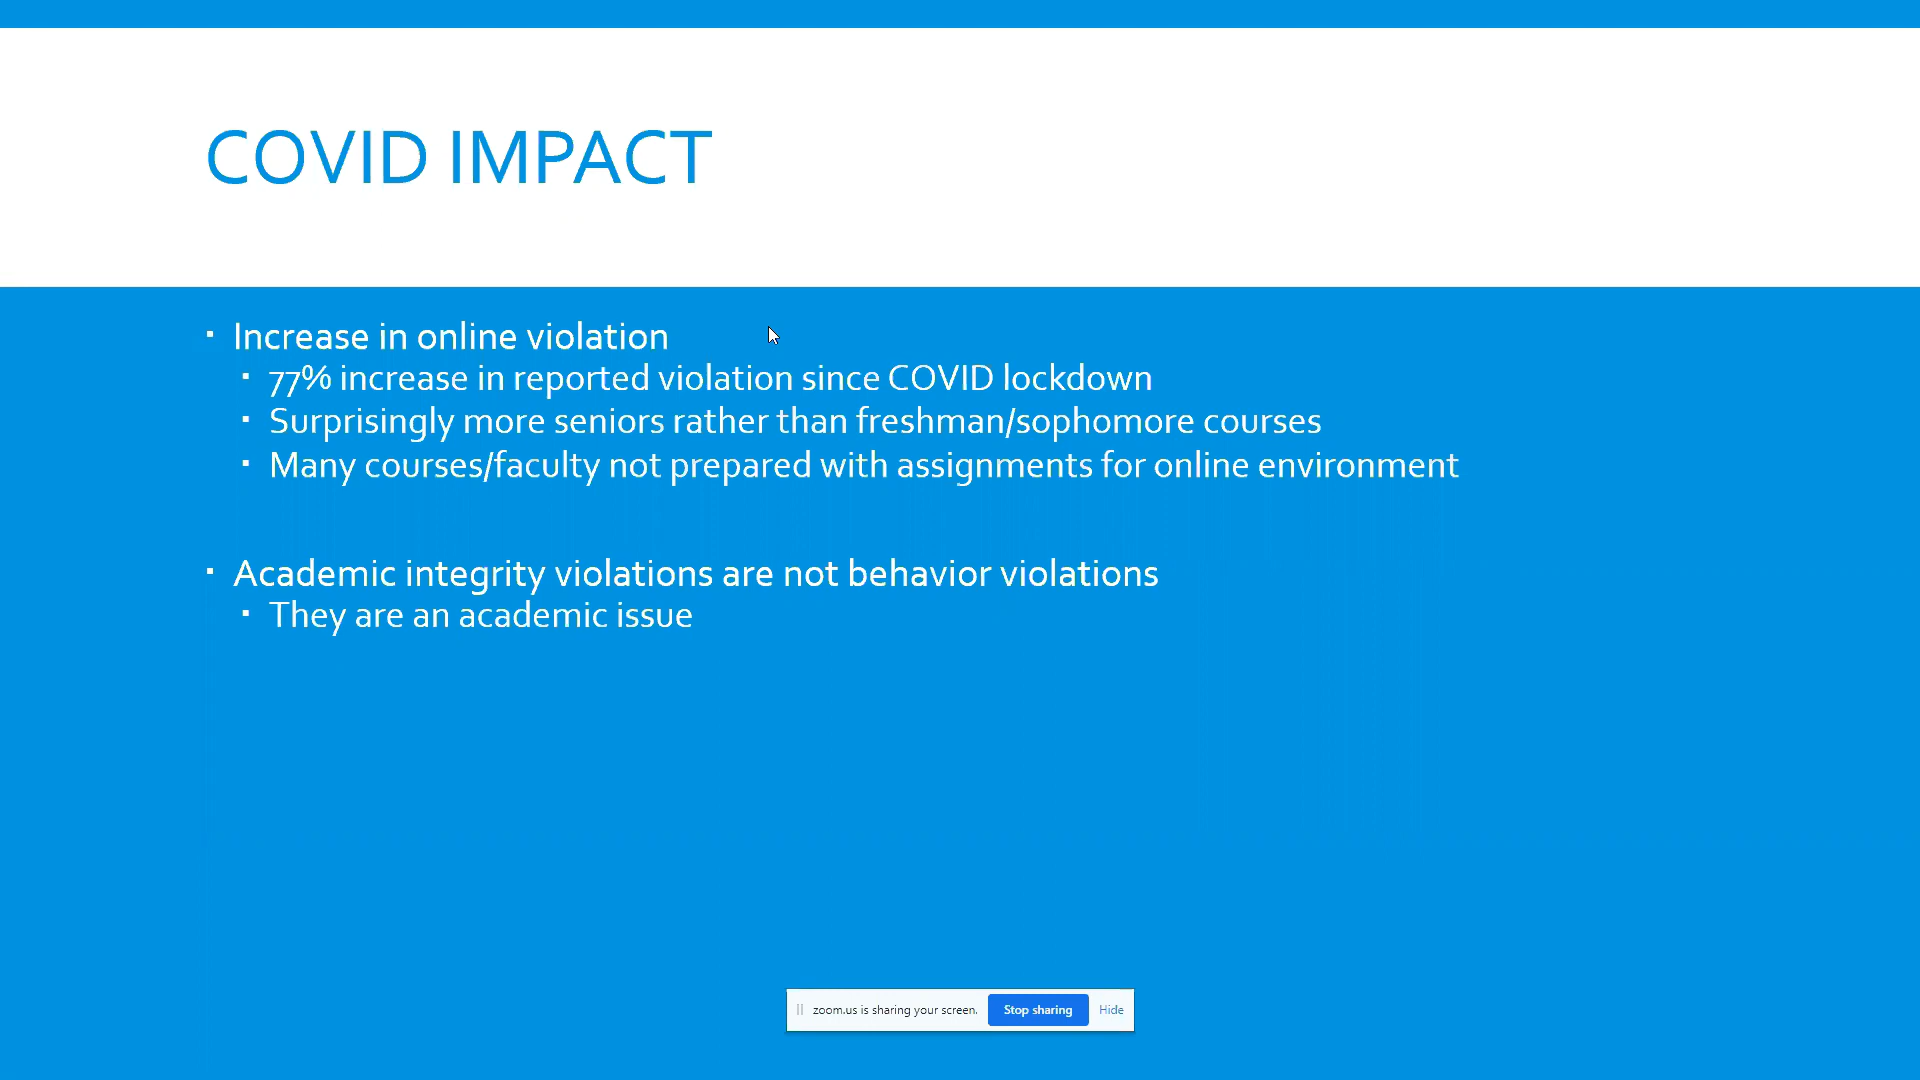 COVID IMPACT
▪ Increase in online violation
▪ 77% increase in reported violation since COVID lockdown
▪ Surprisingly more seniors rather than freshman/sophomore courses
▪ Many courses/faculty not prepared with assignments for online environment
▪ Academic integrity violations are not behavior violations
▪ They are an academic issue
zoom.us is sharing your screen. Stop sharing Hide